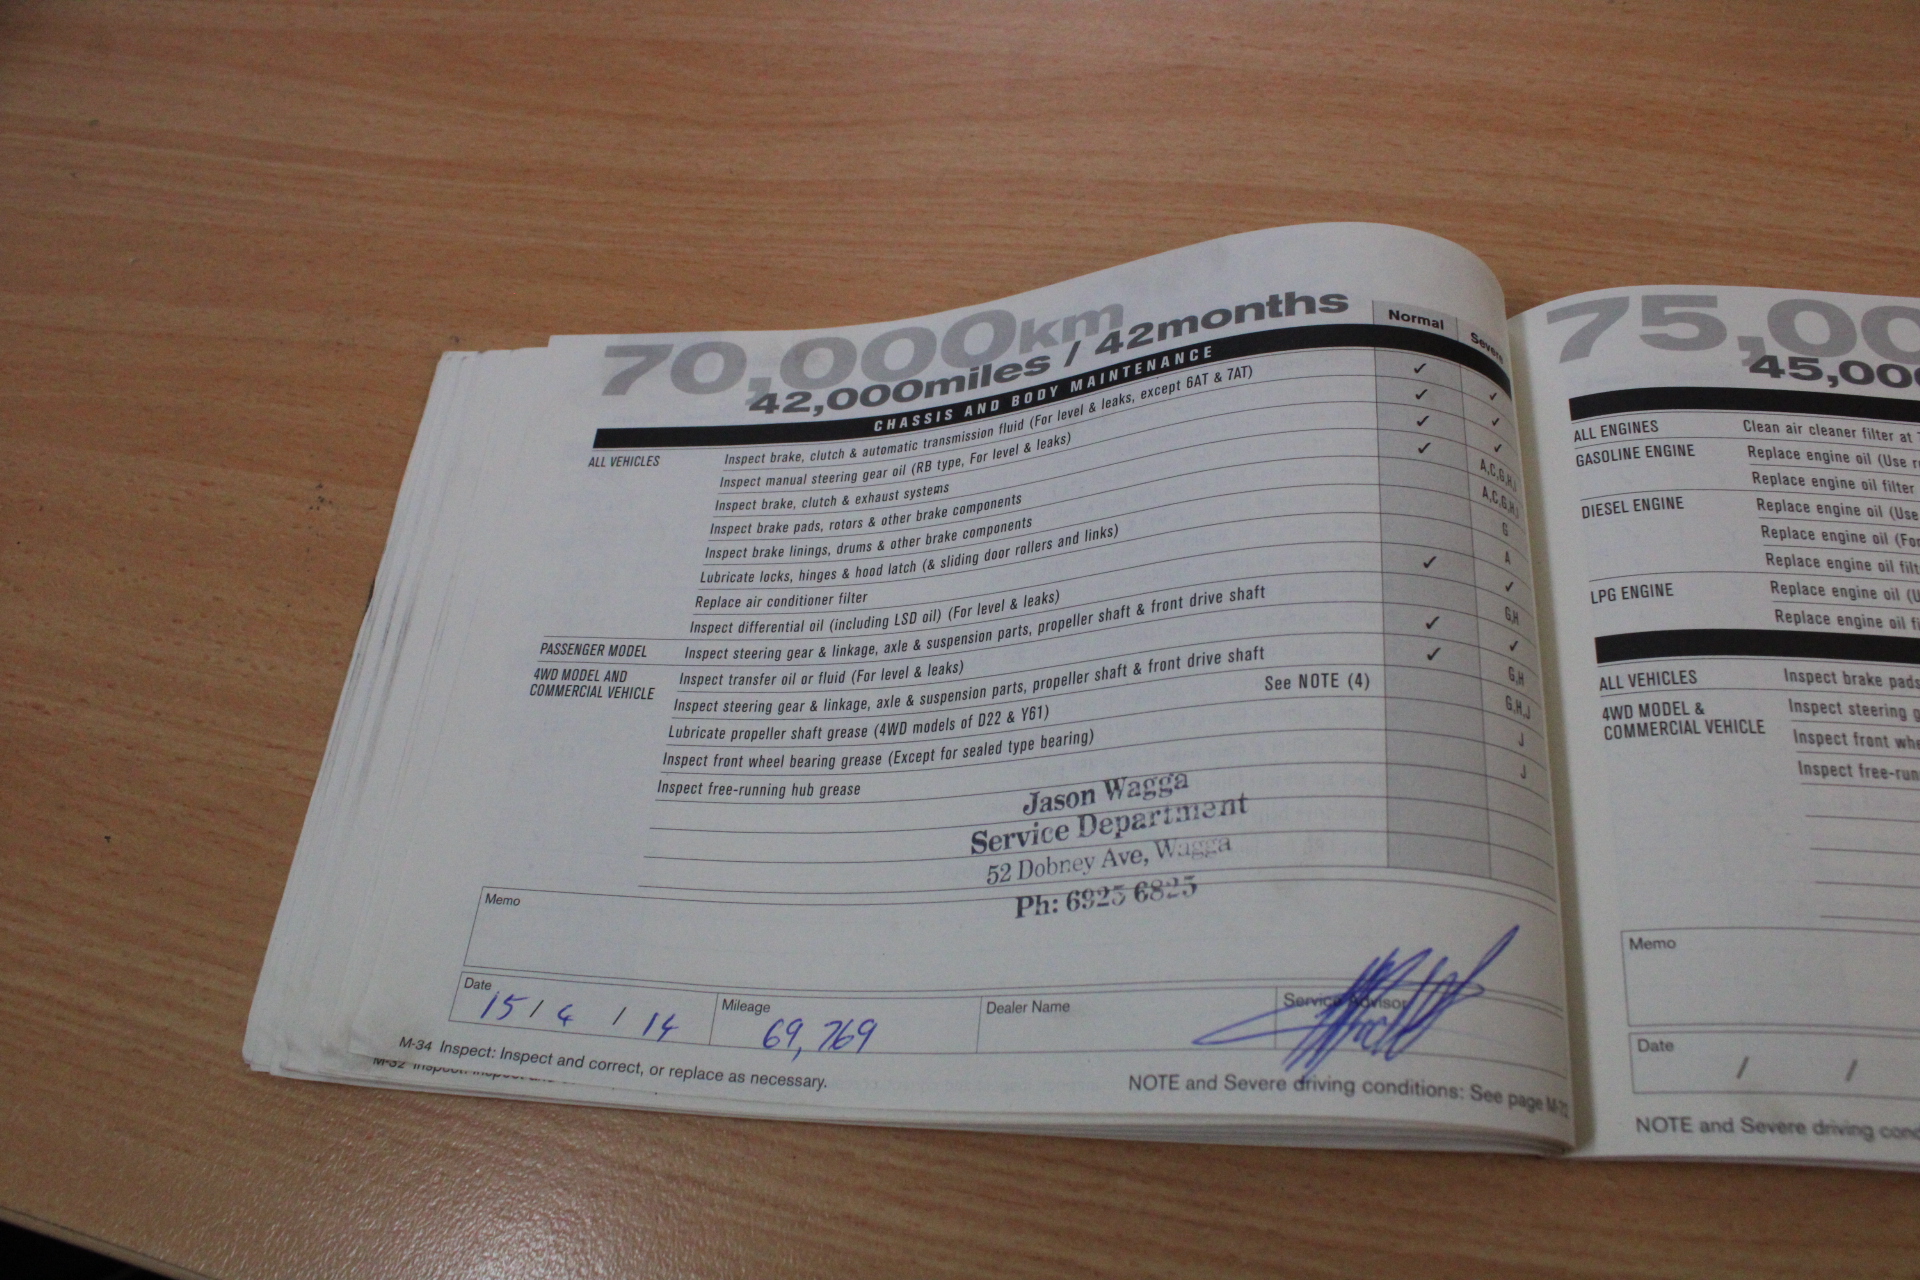 70,000km
42,000miles / 42months
Normal
Severe
CHASSIS AND BODY MAINTENANCE
ALL VEHICLES
Inspect brake, clutch & automatic transmission fluid (For level & leaks, except 6AT & 7AT) ✓ ✓
Inspect manual steering gear oil (RB type, For level & leaks) ✓ ✓
Inspect brake, clutch & exhaust systems ✓ ✓
Inspect brake pads, rotors & other brake components ✓ A,C,G,H,J
Inspect brake linings, drums & other brake components A,C,G,H,J
Lubricate locks, hinges & hood latch (& sliding door rollers and links) G
Replace air conditioner filter A
Inspect differential oil (including LSD oil) (For level & leaks) ✓ ✓
PASSENGER MODEL
Inspect steering gear & linkage, axle & suspension parts, propeller shaft & front drive shaft G,H
4WD MODEL AND
COMMERCIAL VEHICLE
Inspect transfer oil or fluid (For level & leaks) ✓ ✓
Inspect steering gear & linkage, axle & suspension parts, propeller shaft & front drive shaft ✓ G,H
Lubricate propeller shaft grease (4WD models of D22 & Y61) See NOTE (4) G,H,J
Inspect front wheel bearing grease (Except for sealed type bearing) J
Inspect free-running hub grease J
Jason Wagga
Service Department
52 Dobney Ave, Wagga
Ph: 6925 6825
Memo
Date
15 / 4 / 14
Mileage
69,769
Dealer Name
Service Advisor
M-34 Inspect: Inspect and correct, or replace as necessary.
NOTE and Severe driving conditions: See page
M-32
75,00
45,000
ALL ENGINES
Clean air cleaner filter at
GASOLINE ENGINE
Replace engine oil (Use
Replace engine oil filter
DIESEL ENGINE
Replace engine oil (Use
Replace engine oil (For
Replace engine oil filt
LPG ENGINE
Replace engine oil (U
Replace engine oil fi
ALL VEHICLES
Inspect brake pads
4WD MODEL &
COMMERCIAL VEHICLE
Inspect steering g
Inspect front whe
Inspect free-run
Memo
Date
/ /
NOTE and Severe driving con